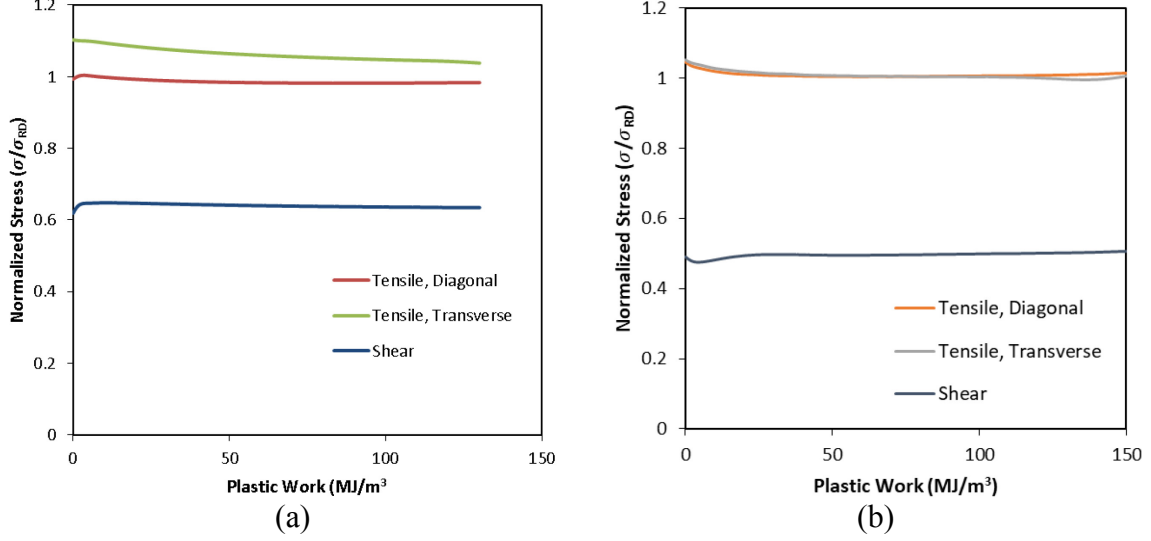 1.2
1
0.8
0.6
0.4
0.2
0
Normalized Stress (σ/σRD)
Tensile, Diagonal
Tensile, Transverse
Shear
0 50 100 150
Plastic Work (MJ/m³
(a)
1.2
1
0.8
0.6
0.4
0.2
0
Normalized Stress (σ/σRD)
Tensile, Diagonal
Tensile, Transverse
Shear
0 50 100 150
Plastic Work (MJ/m³)
(b)